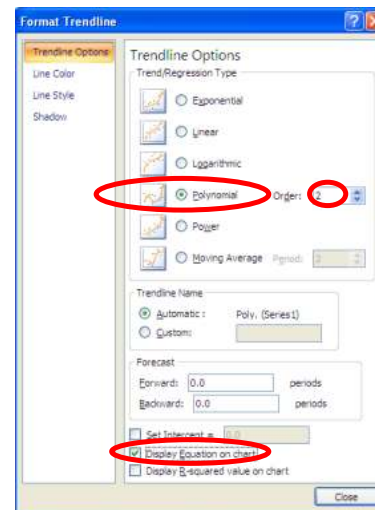 Format Trendline
Trendline Options
Line Color
Line Style
Shadow
Trendline Options
Trend/Regression Type
Exponential
Linear
Logarithmic
Polynomial Order: 2
Power
Moving Average Period: 2
Trendline Name
Automatic : Poly. (Series1)
Custom:
Forecast
Forward: 0.0 periods
Backward: 0.0 periods
Set Intercept = 0.0
Display Equation on chart
Display R-squared value on chart
Close